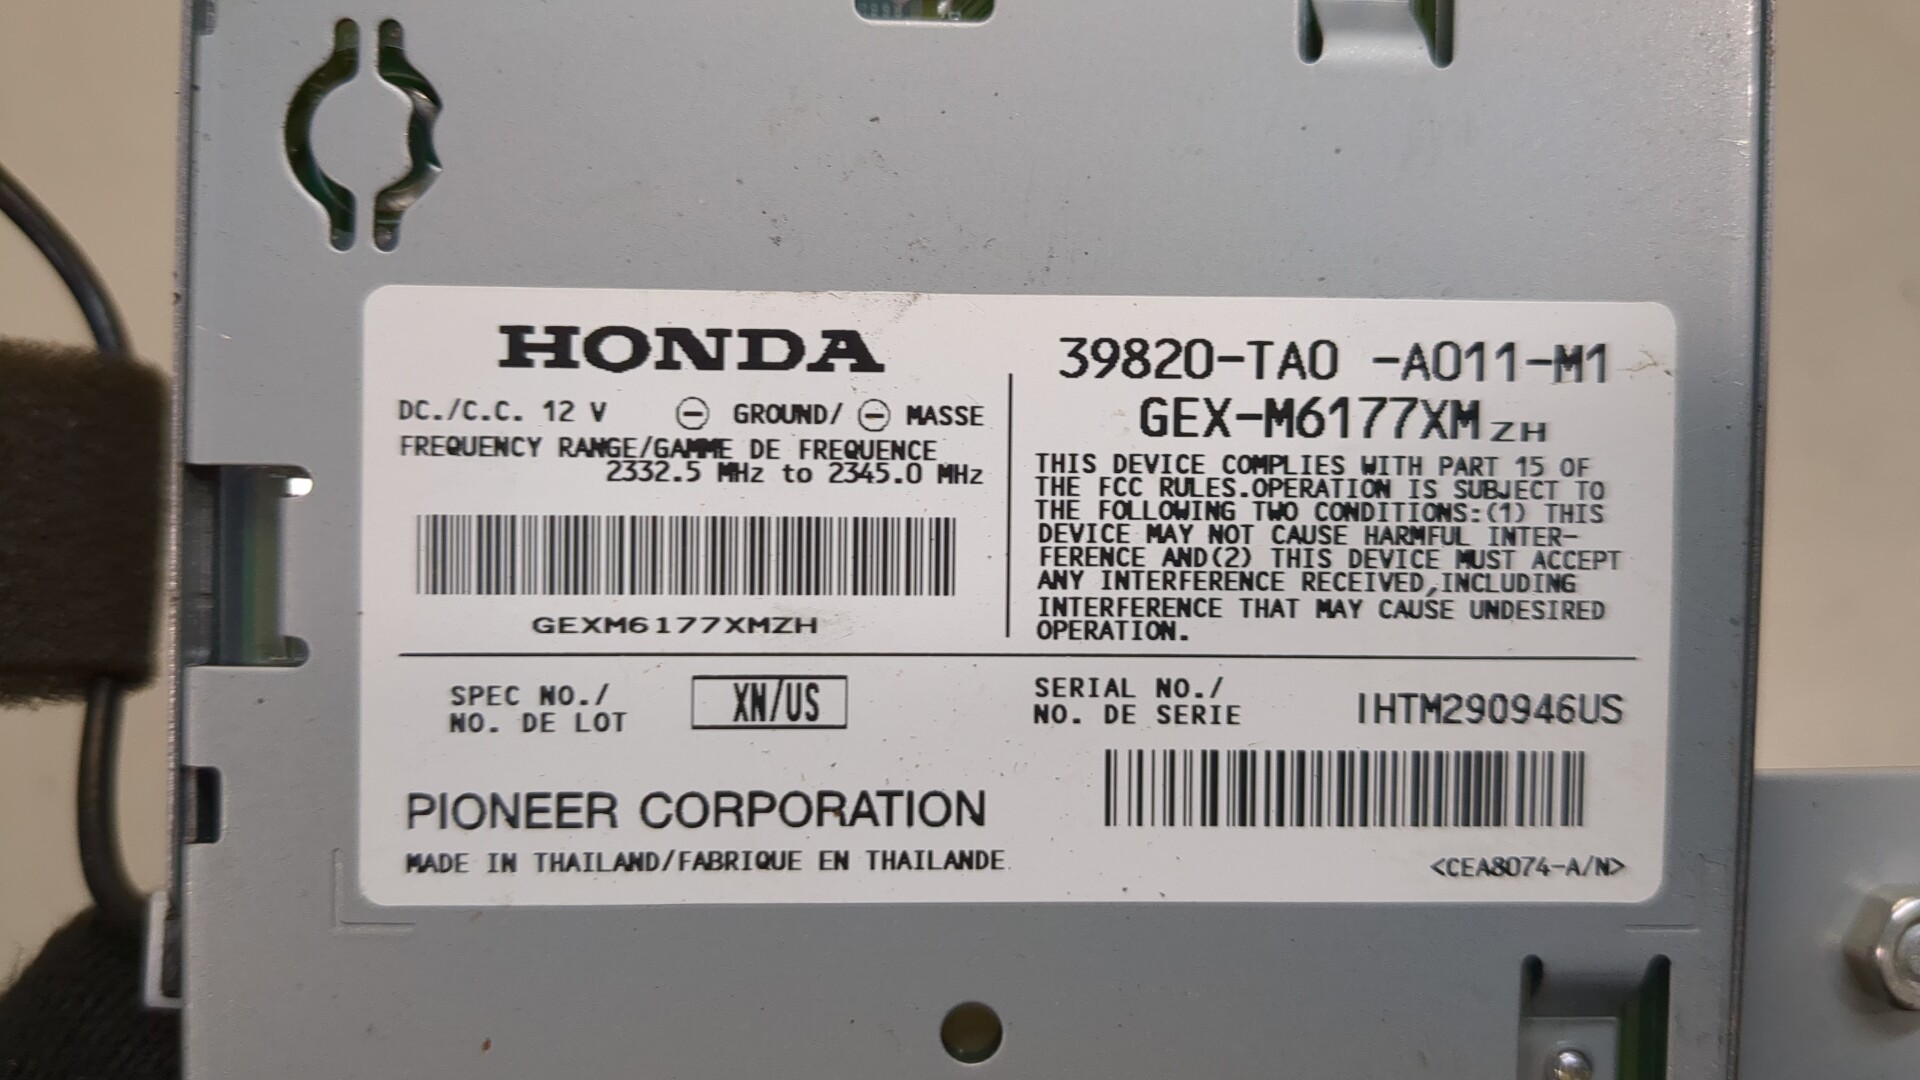 HONDA
DC./C.C. 12 V ⊖ GROUND/ ⊖ MASSE
FREQUENCY RANGE/GAMME DE FREQUENCE
2332.5 MHz to 2345.0 MHz
GEXM6177XMZH
39820-TA0 -A011-M1
GEX-M6177XM ZH
THIS DEVICE COMPLIES WITH PART 15 OF
THE FCC RULES.OPERATION IS SUBJECT TO
THE FOLLOWING TWO CONDITIONS:(1) THIS
DEVICE MAY NOT CAUSE HARMFUL INTER-
FERENCE AND(2) THIS DEVICE MUST ACCEPT
ANY INTERFERENCE RECEIVED,INCLUDING
INTERFERENCE THAT MAY CAUSE UNDESIRED
OPERATION.
SPEC NO./
NO. DE LOT
XN/US
SERIAL NO./
NO. DE SERIE
IHTM290946US
PIONEER CORPORATION
MADE IN THAILAND/FABRIQUE EN THAILANDE
<CEA8074-A/N>